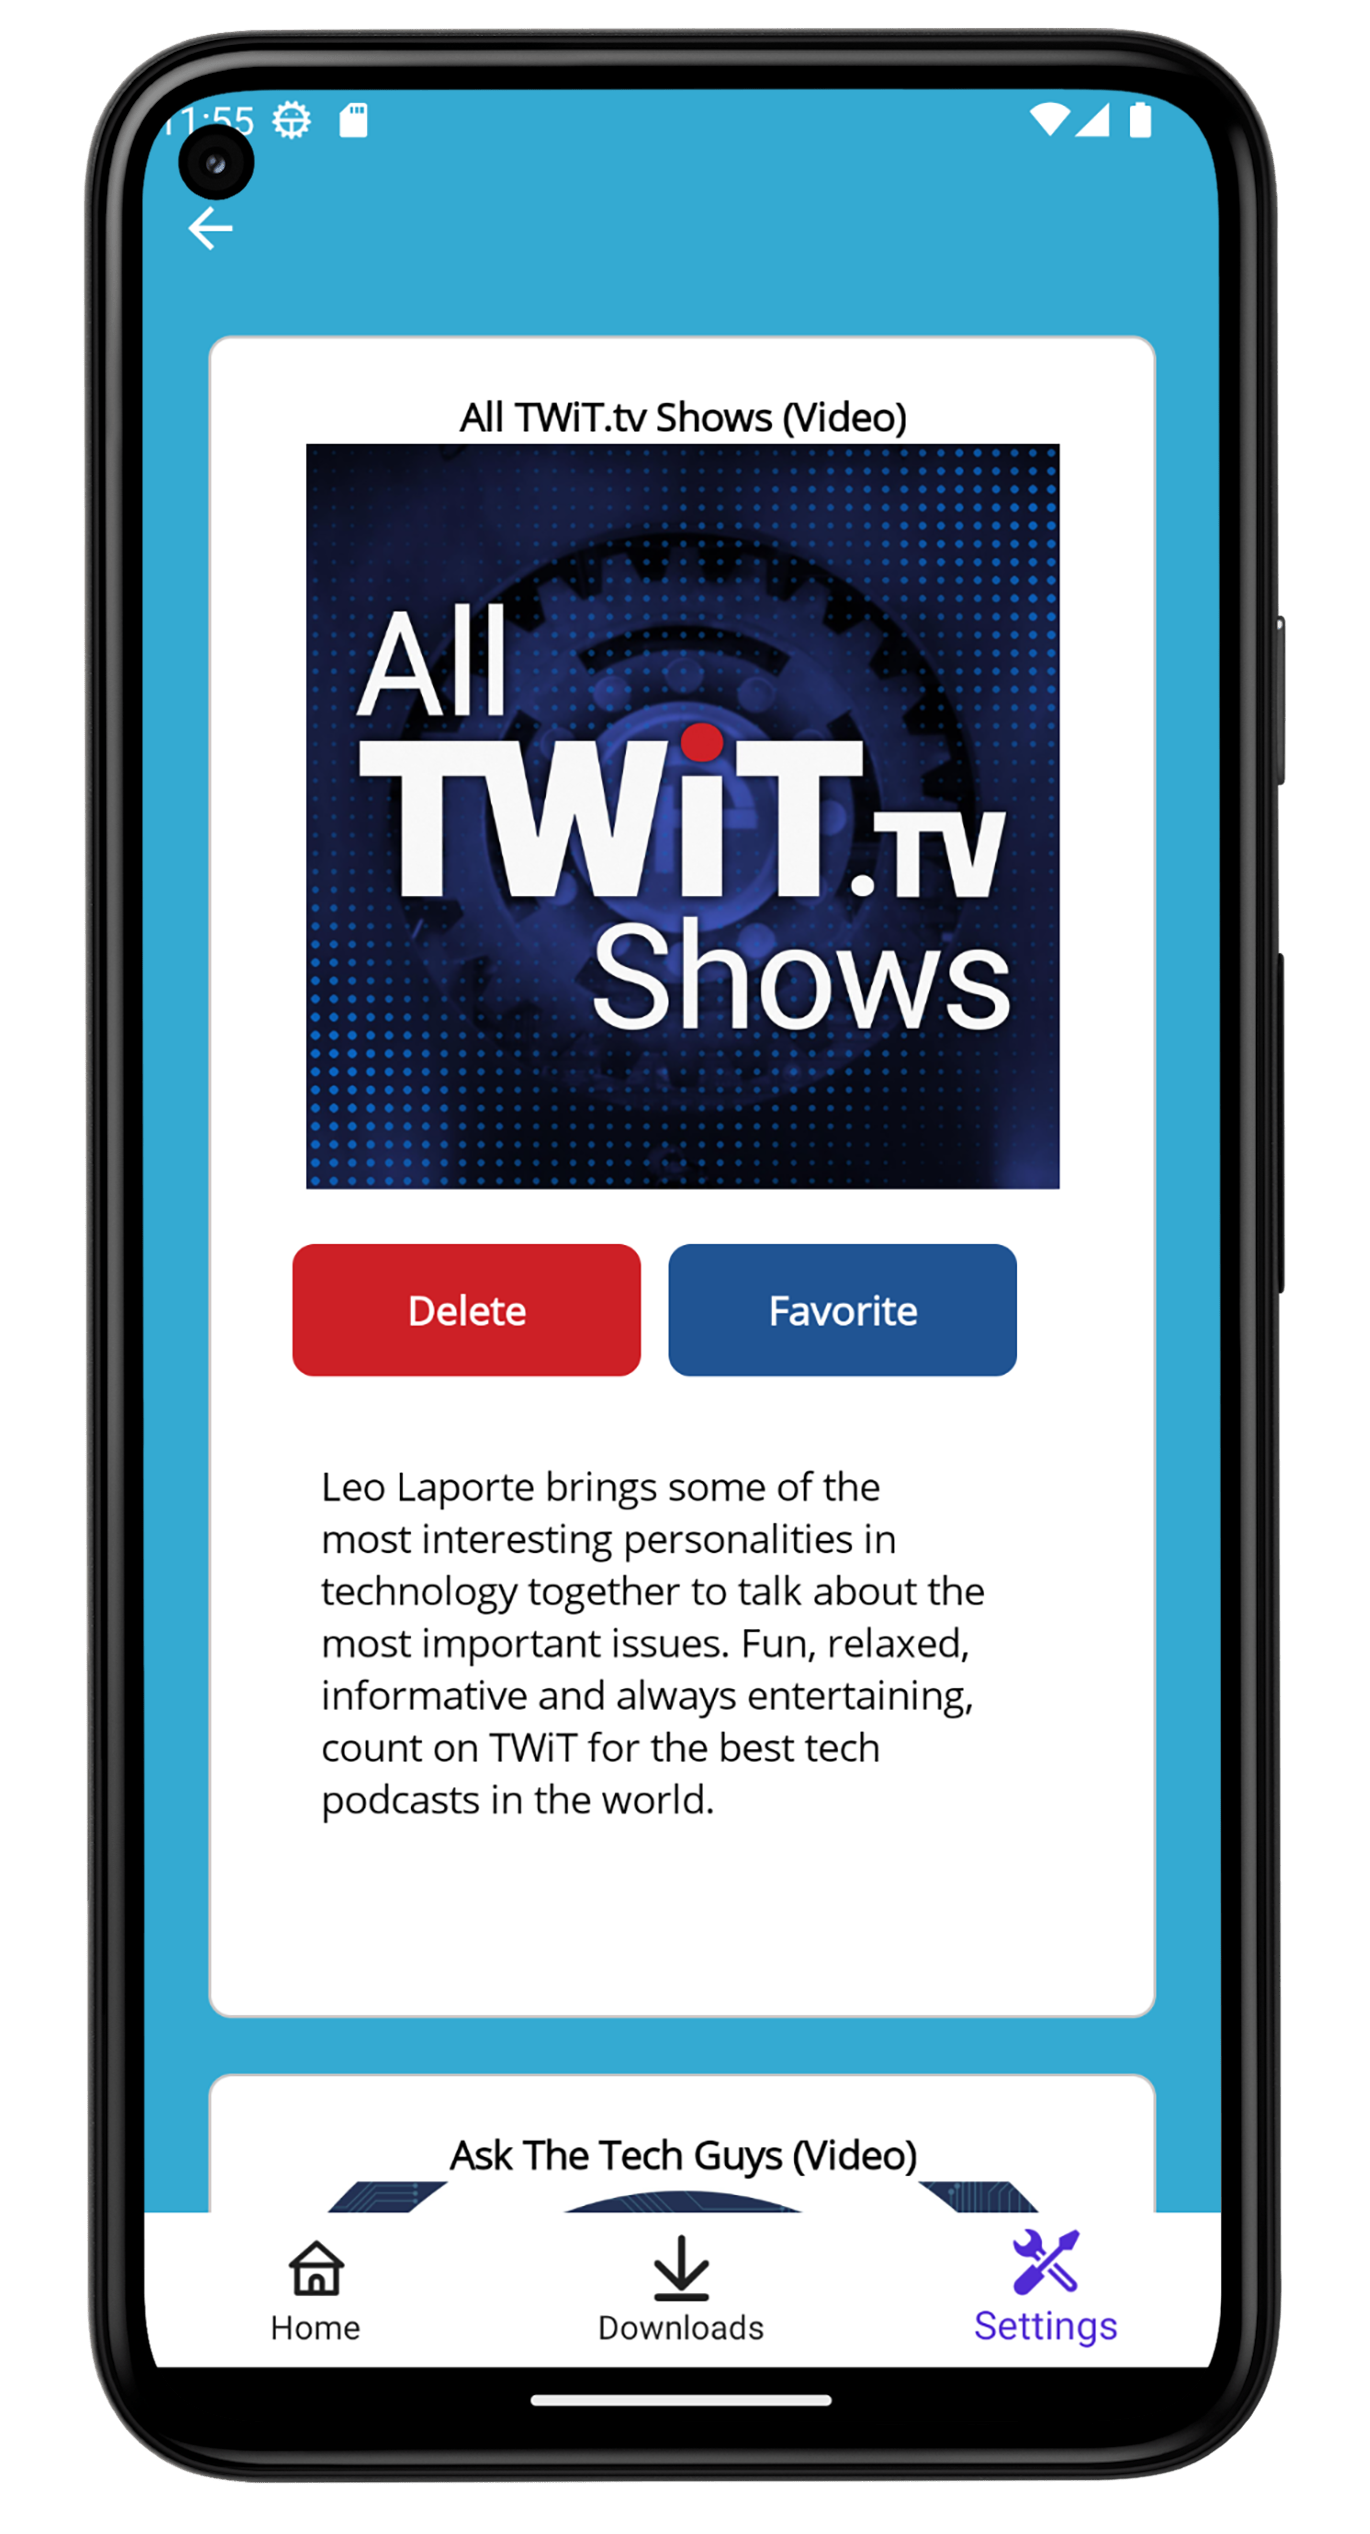 11:55
All TWiT.tv Shows (Video)
All
TWiT.TV
Shows
Delete
Favorite
Leo Laporte brings some of the
most interesting personalities in
technology together to talk about the
most important issues. Fun, relaxed,
informative and always entertaining,
count on TWiT for the best tech
podcasts in the world.
Ask The Tech Guys (Video)
Home
Downloads
Settings